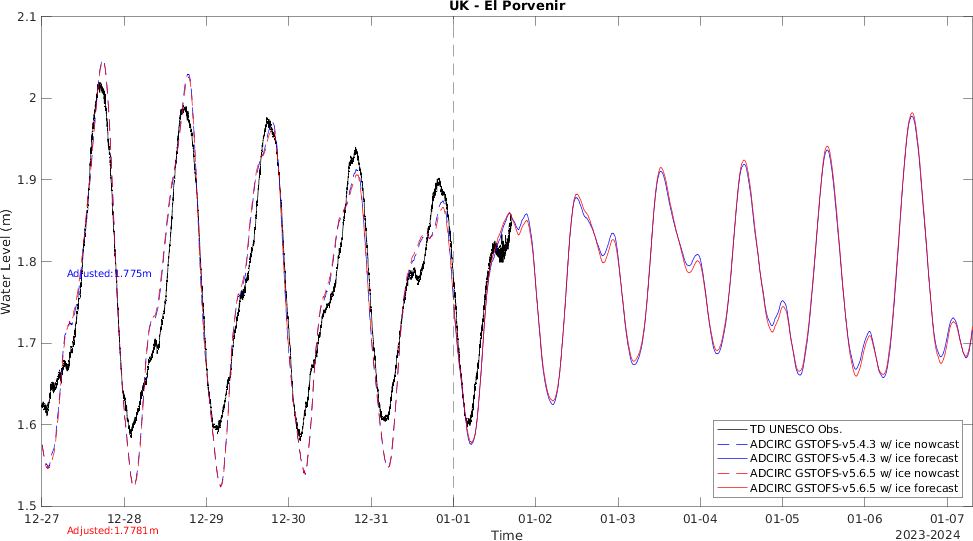 UK - El Porvenir
2.1
2
1.9
1.8
1.7
1.6
1.5
Water Level (m)
Adjusted:1.775m
Adjusted:1.7781m
TD UNESCO Obs.
ADCIRC GSTOFS-v5.4.3 w/ ice nowcast
ADCIRC GSTOFS-v5.4.3 w/ ice forecast
ADCIRC GSTOFS-v5.6.5 w/ ice nowcast
ADCIRC GSTOFS-v5.6.5 w/ ice forecast
12-27 12-28 12-29 12-30 12-31 01-01 01-02 01-03 01-04 01-05 01-06 01-07
Time
2023-2024